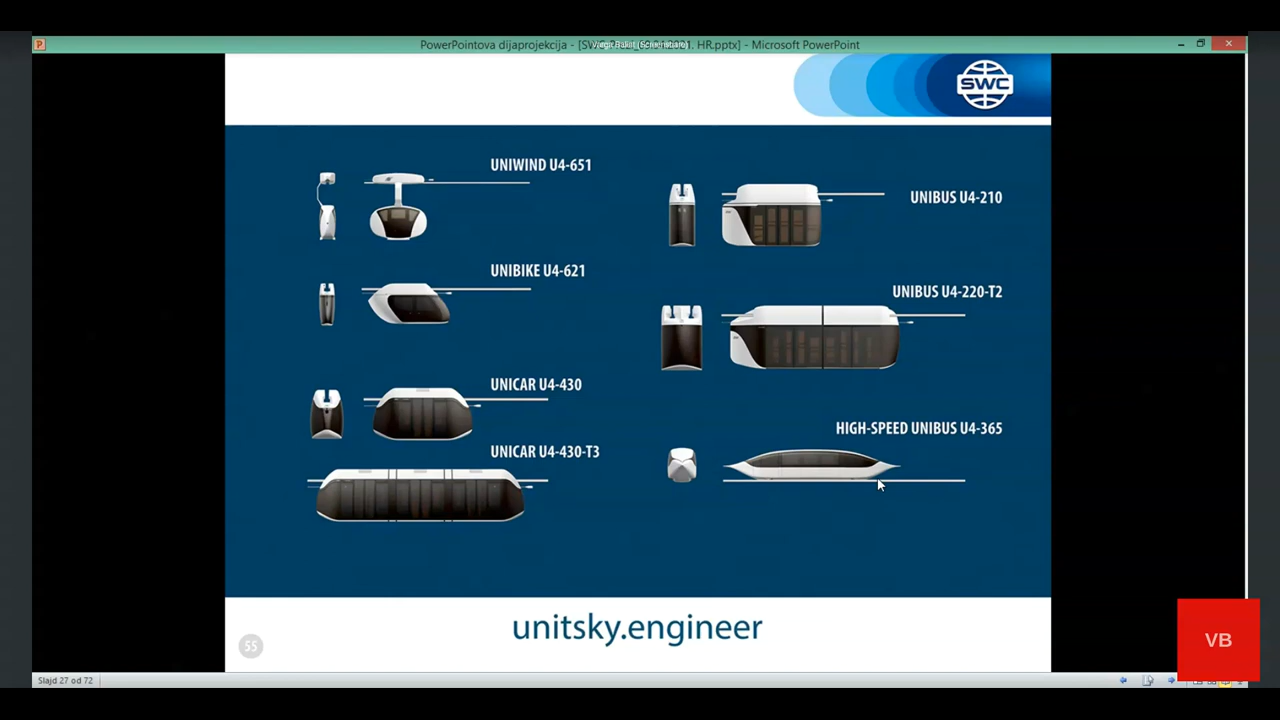 PowerPointova dijaprojekcija - [SWC HR.pptx] - Microsoft PowerPoint
SWC
UNIWIND U4-651
UNIBIKE U4-621
UNICAR U4-430
UNICAR U4-430-T3
UNIBUS U4-210
UNIBUS U4-220-T2
HIGH-SPEED UNIBUS U4-365
unitsky.engineer
55
VB
Slajd 27 od 72